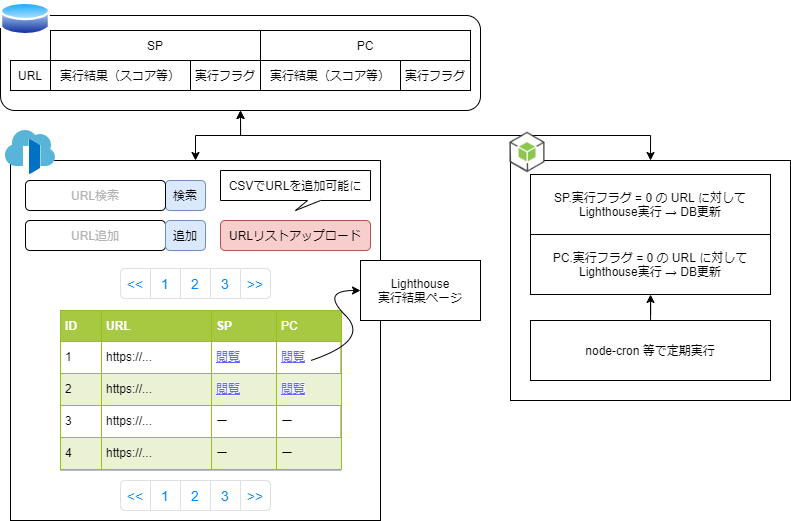 SP
PC
URL
実行結果（スコア等）
実行フラグ
実行結果（スコア等）
実行フラグ
URL検索
検索
CSVでURLを追加可能に
URL追加
追加
URLリストアップロード
<<
1
2
3
>>
Lighthouse
実行結果ページ
ID
URL
SP
PC
1
https://...
閲覧
閲覧
2
https://...
閲覧
閲覧
3
https://...
ー
ー
4
https://...
ー
ー
<<
1
2
3
>>
SP.実行フラグ = 0 の URL に対して
Lighthouse実行 → DB更新
PC.実行フラグ = 0 の URL に対して
Lighthouse実行 → DB更新
node-cron 等で定期実行